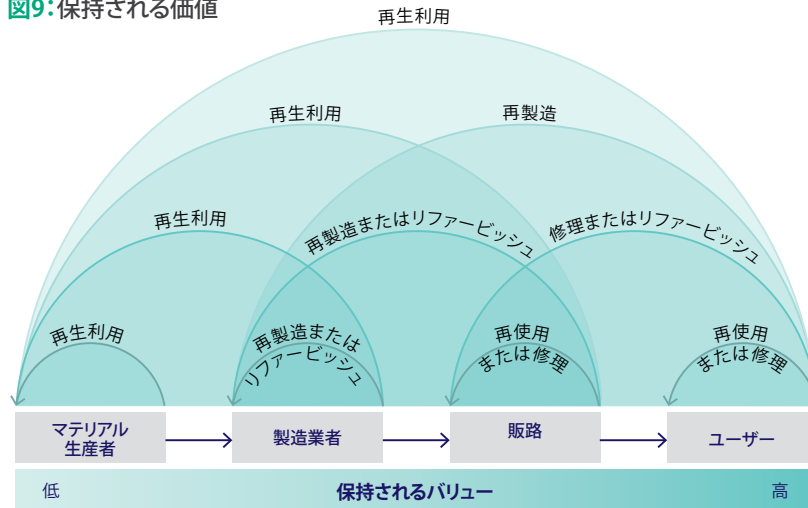 図9：保持される価値
再生利用
再生利用
再製造
再生利用
再製造またはリファービッシュ
修理またはリファービッシュ
再生利用
再製造または
リファービッシュ
再使用
または修理
再使用
または修理
マテリアル
生産者
製造業者
販路
ユーザー
低
保持されるバリュー
高